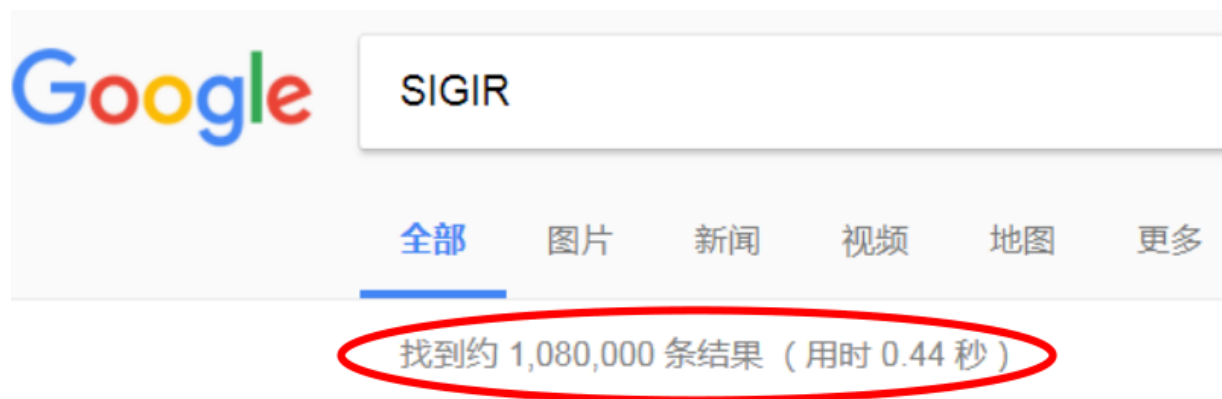 Google SIGIR
全部 图片 新闻 视频 地图 更多
找到约 1,080,000 条结果 （用时 0.44 秒）